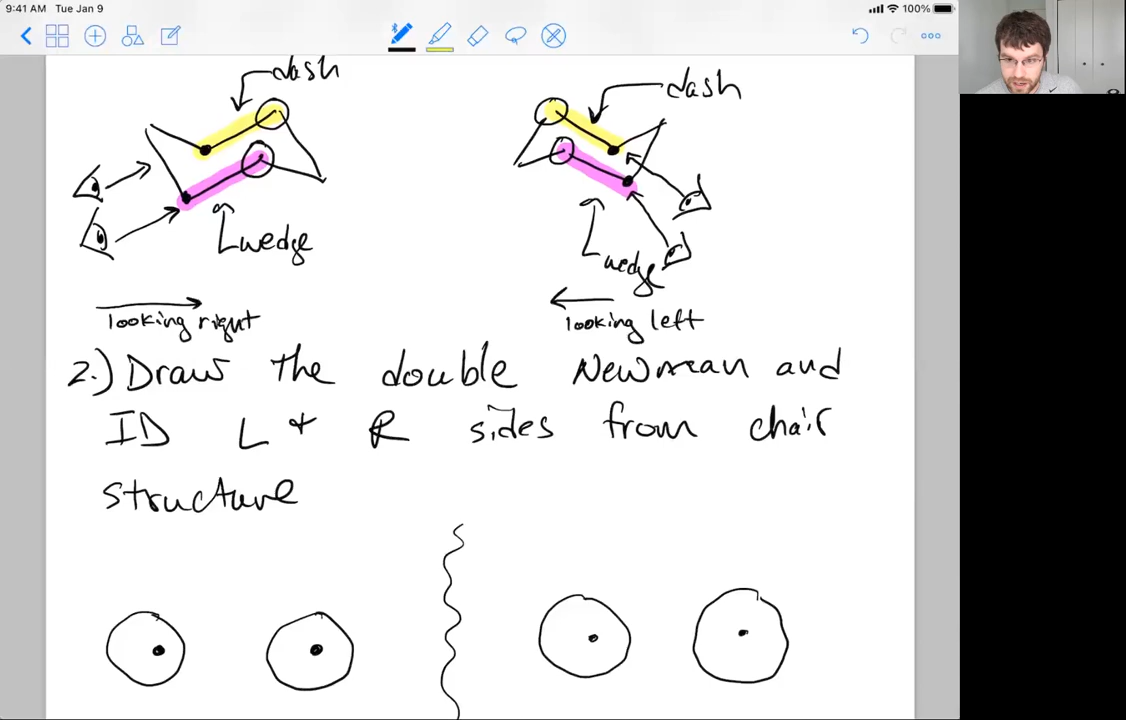 9:41 AM Tue Jan 9
100%
dash
dash
wedge
wedge
looking right
looking left
2.) Draw the double Newman and
ID L + R sides from chair
structure